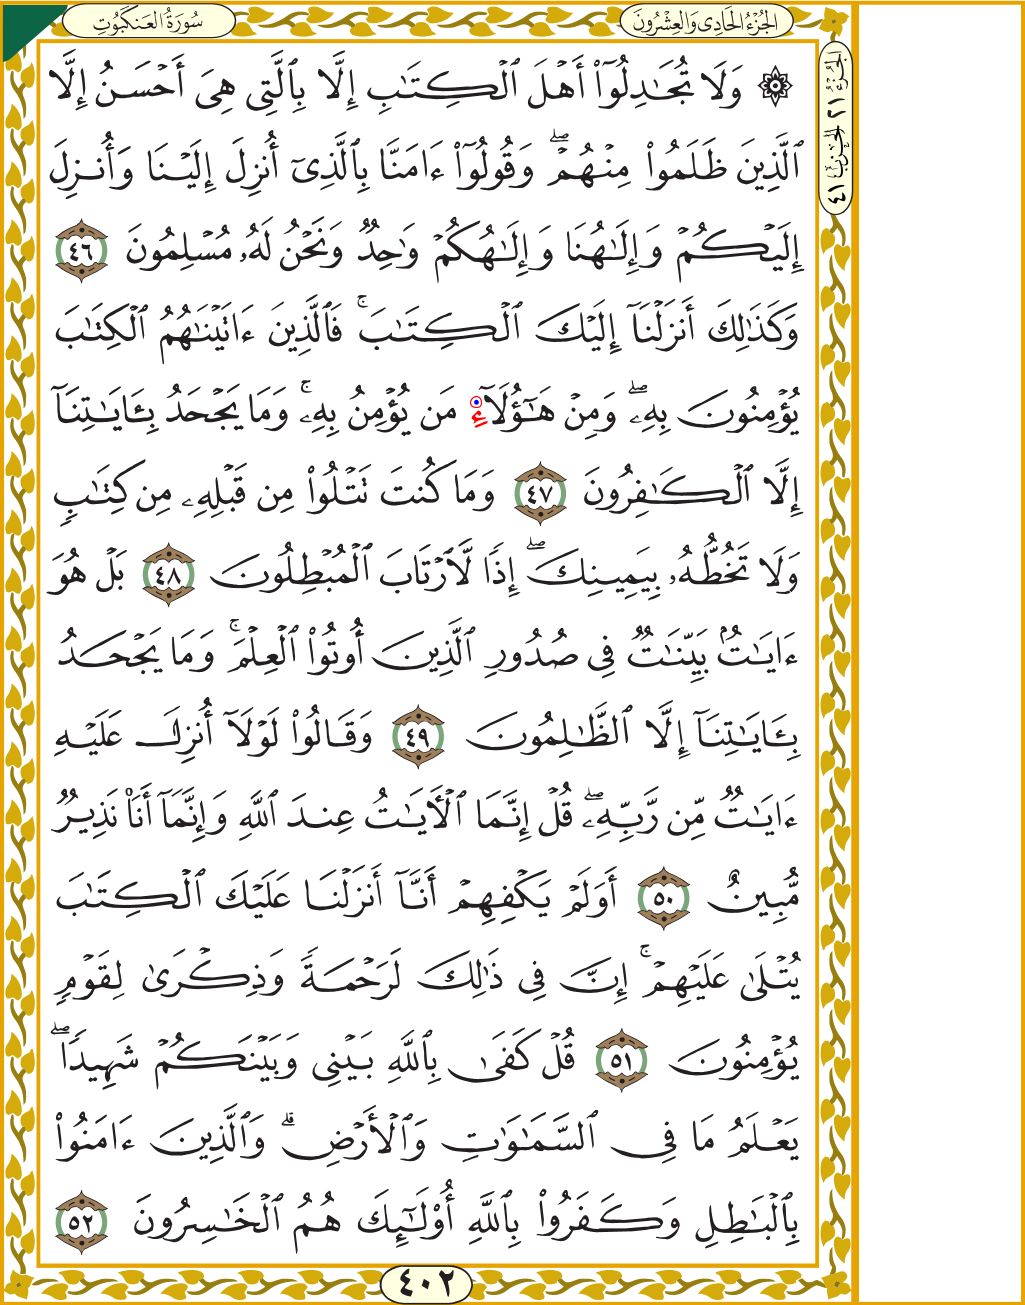 سُورَةُ العَنكَبُوتِ
الجُزْءُ الحَادِى وَالعِشْرُونَ
الجُزْءُ ٢١ الحِزْبُ ٤١
۞ وَلَا تُجَٰدِلُوٓا۟ أَهْلَ ٱلْكِتَٰبِ إِلَّا بِٱلَّتِى هِىَ أَحْسَنُ إِلَّا
ٱلَّذِينَ ظَلَمُوا۟ مِنْهُمْ ۖ وَقُولُوٓا۟ ءَامَنَّا بِٱلَّذِىٓ أُنزِلَ إِلَيْنَا وَأُنزِلَ
إِلَيْكُمْ وَإِلَٰهُنَا وَإِلَٰهُكُمْ وَٰحِدٌ وَنَحْنُ لَهُۥ مُسْلِمُونَ ٤٦
وَكَذَٰلِكَ أَنزَلْنَآ إِلَيْكَ ٱلْكِتَٰبَ ۚ فَٱلَّذِينَ ءَاتَيْنَٰهُمُ ٱلْكِتَٰبَ
يُؤْمِنُونَ بِهِۦ ۖ وَمِنْ هَٰٓؤُلَآءِ مَن يُؤْمِنُ بِهِۦ ۚ وَمَا يَجْحَدُ بِـَٔايَٰتِنَآ
إِلَّا ٱلْكَٰفِرُونَ ٤٧ وَمَا كُنتَ تَتْلُوا۟ مِن قَبْلِهِۦ مِن كِتَٰبٍ
وَلَا تَخُطُّهُۥ بِيَمِينِكَ ۖ إِذًا لَّٱرْتَابَ ٱلْمُبْطِلُونَ ٤٨ بَلْ هُوَ
ءَايَٰتٌۢ بَيِّنَٰتٌ فِى صُدُورِ ٱلَّذِينَ أُوتُوا۟ ٱلْعِلْمَ ۚ وَمَا يَجْحَدُ
بِـَٔايَٰتِنَآ إِلَّا ٱلظَّٰلِمُونَ ٤٩ وَقَالُوا۟ لَوْلَآ أُنزِلَ عَلَيْهِ
ءَايَٰتٌ مِّن رَّبِّهِۦ ۖ قُلْ إِنَّمَا ٱلْـَٔايَٰتُ عِندَ ٱللَّهِ وَإِنَّمَآ أَنَا۠ نَذِيرٌ
مُّبِينٌ ٥٠ أَوَلَمْ يَكْفِهِمْ أَنَّآ أَنزَلْنَا عَلَيْكَ ٱلْكِتَٰبَ
يُتْلَىٰ عَلَيْهِمْ ۚ إِنَّ فِى ذَٰلِكَ لَرَحْمَةً وَذِكْرَىٰ لِقَوْمٍ
يُؤْمِنُونَ ٥١ قُلْ كَفَىٰ بِٱللَّهِ بَيْنِى وَبَيْنَكُمْ شَهِيدًا ۖ
يَعْلَمُ مَا فِى ٱلسَّمَٰوَٰتِ وَٱلْأَرْضِ ۗ وَٱلَّذِينَ ءَامَنُوا۟
بِٱلْبَٰطِلِ وَكَفَرُوا۟ بِٱللَّهِ أُو۟لَٰٓئِكَ هُمُ ٱلْخَٰسِرُونَ ٥٢
٤٠٢